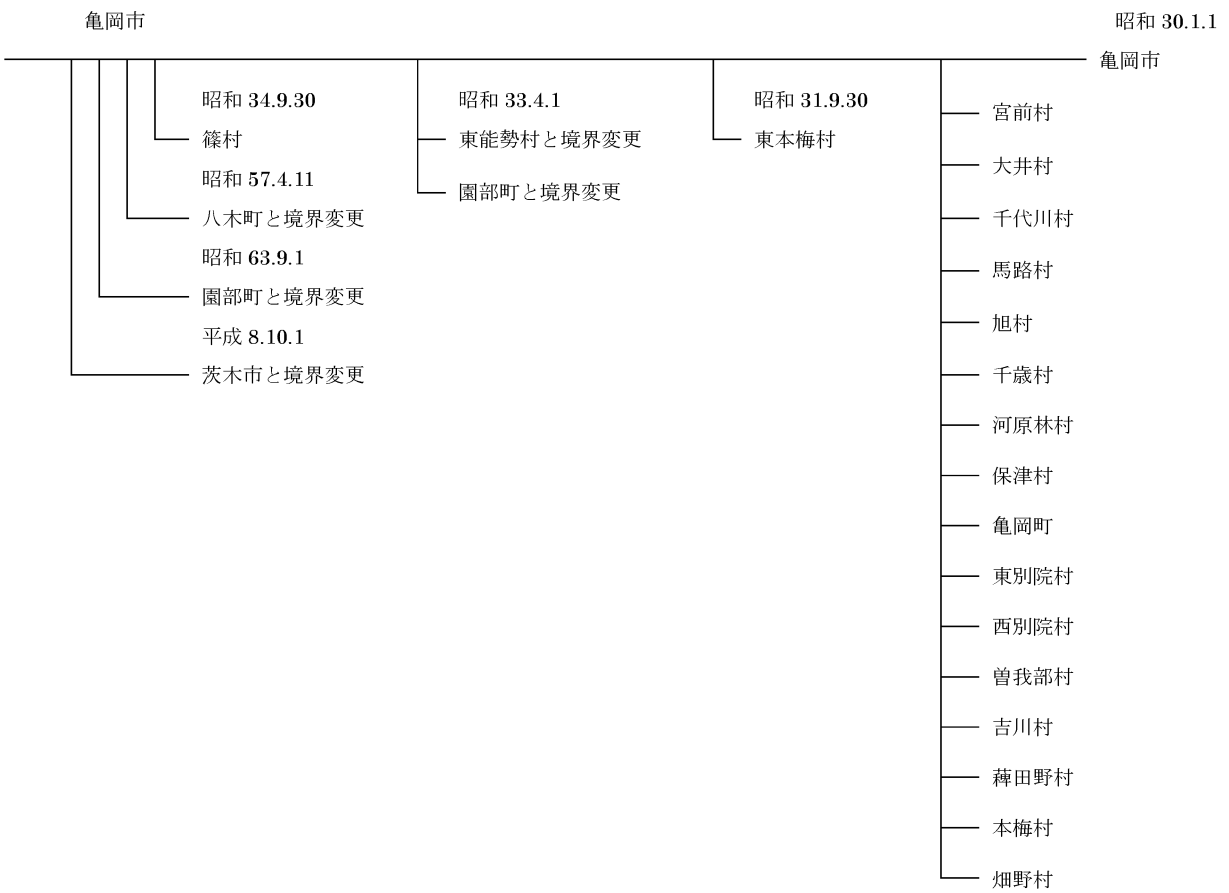 亀岡市
昭和 30.1.1
亀岡市
昭和 34.9.30
篠村
昭和 57.4.11
八木町と境界変更
昭和 63.9.1
園部町と境界変更
平成 8.10.1
茨木市と境界変更
昭和 33.4.1
東能勢村と境界変更
園部町と境界変更
昭和 31.9.30
東本梅村
宮前村
大井村
千代川村
馬路村
旭村
千歳村
河原林村
保津村
亀岡町
東別院村
西別院村
曽我部村
吉川村
薭田野村
本梅村
畑野村